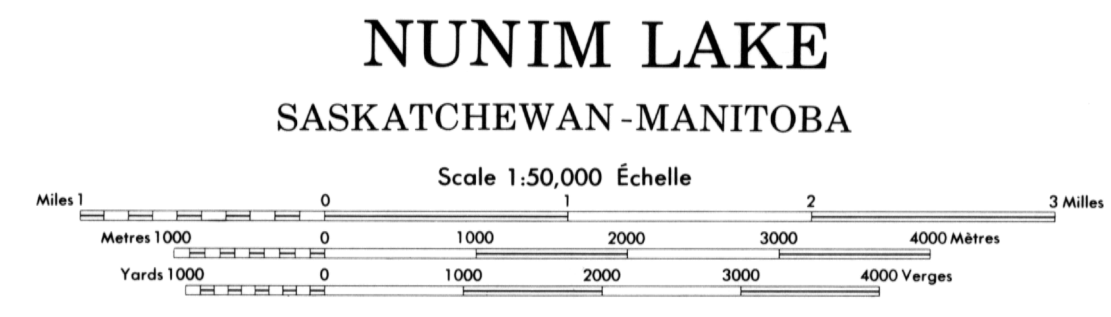 NUNIM LAKE
SASKATCHEWAN-MANITOBA
Scale 1:50,000 Échelle
Miles 1 0 1 2 3 Milles
Metres 1000 0 1000 2000 3000 4000 Mètres
Yards 1000 0 1000 2000 3000 4000 Verges